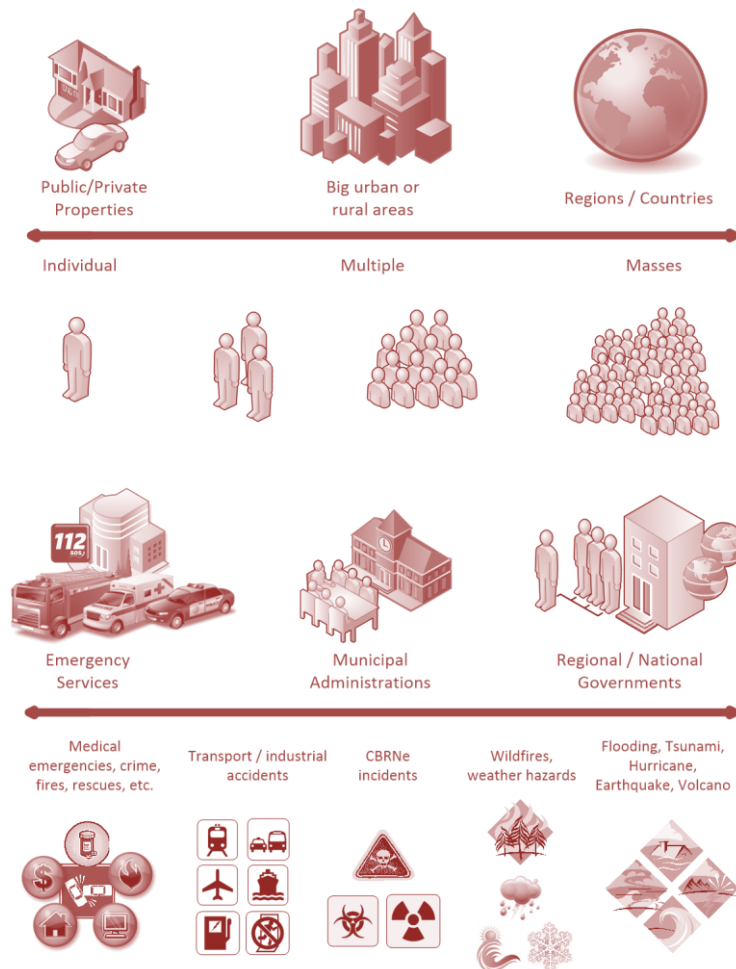 Public/Private
Properties
Big urban or
rural areas
Regions / Countries
Individual
Multiple
Masses
112
SOS
Emergency
Services
Municipal
Administrations
Regional / National
Governments
Medical
emergencies, crime,
fires, rescues, etc.
Transport / industrial
accidents
CBRNe
incidents
Wildfires,
weather hazards
Flooding, Tsunami,
Hurricane,
Earthquake, Volcano
$